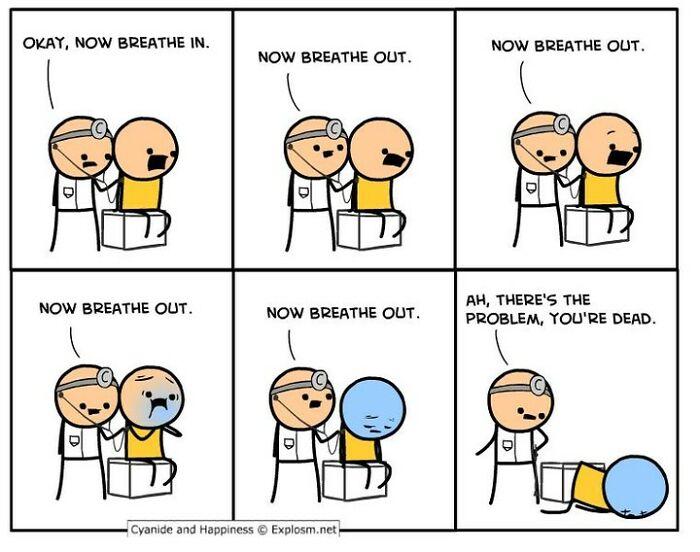 OKAY, NOW BREATHE IN.
NOW BREATHE OUT.
NOW BREATHE OUT.
NOW BREATHE OUT.
NOW BREATHE OUT.
AH, THERE'S THE
PROBLEM, YOU'RE DEAD.
Cyanide and Happiness © Explosm.net